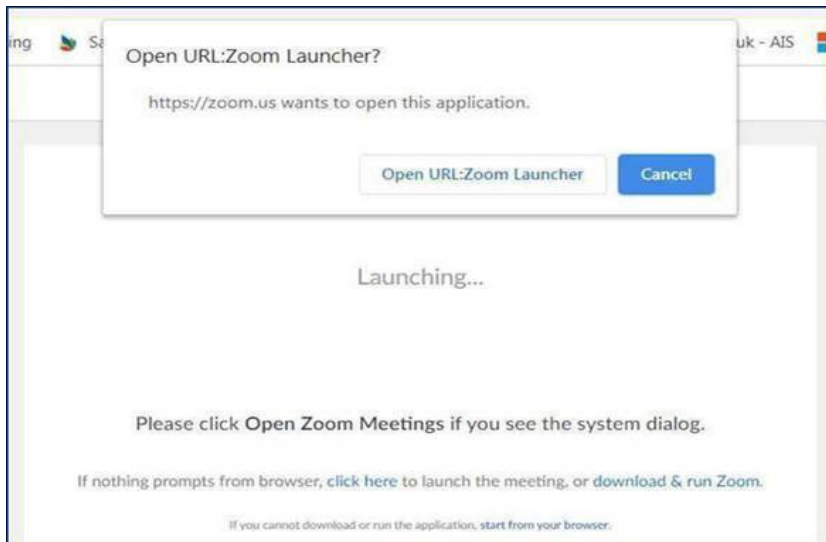 ing
uk - AIS
Open URL:Zoom Launcher?
https://zoom.us wants to open this application.
Open URL:Zoom Launcher Cancel
Launching...
Please click Open Zoom Meetings if you see the system dialog.
If nothing prompts from browser, click here to launch the meeting, or download & run Zoom.
If you cannot download or run the application, start from your browser.